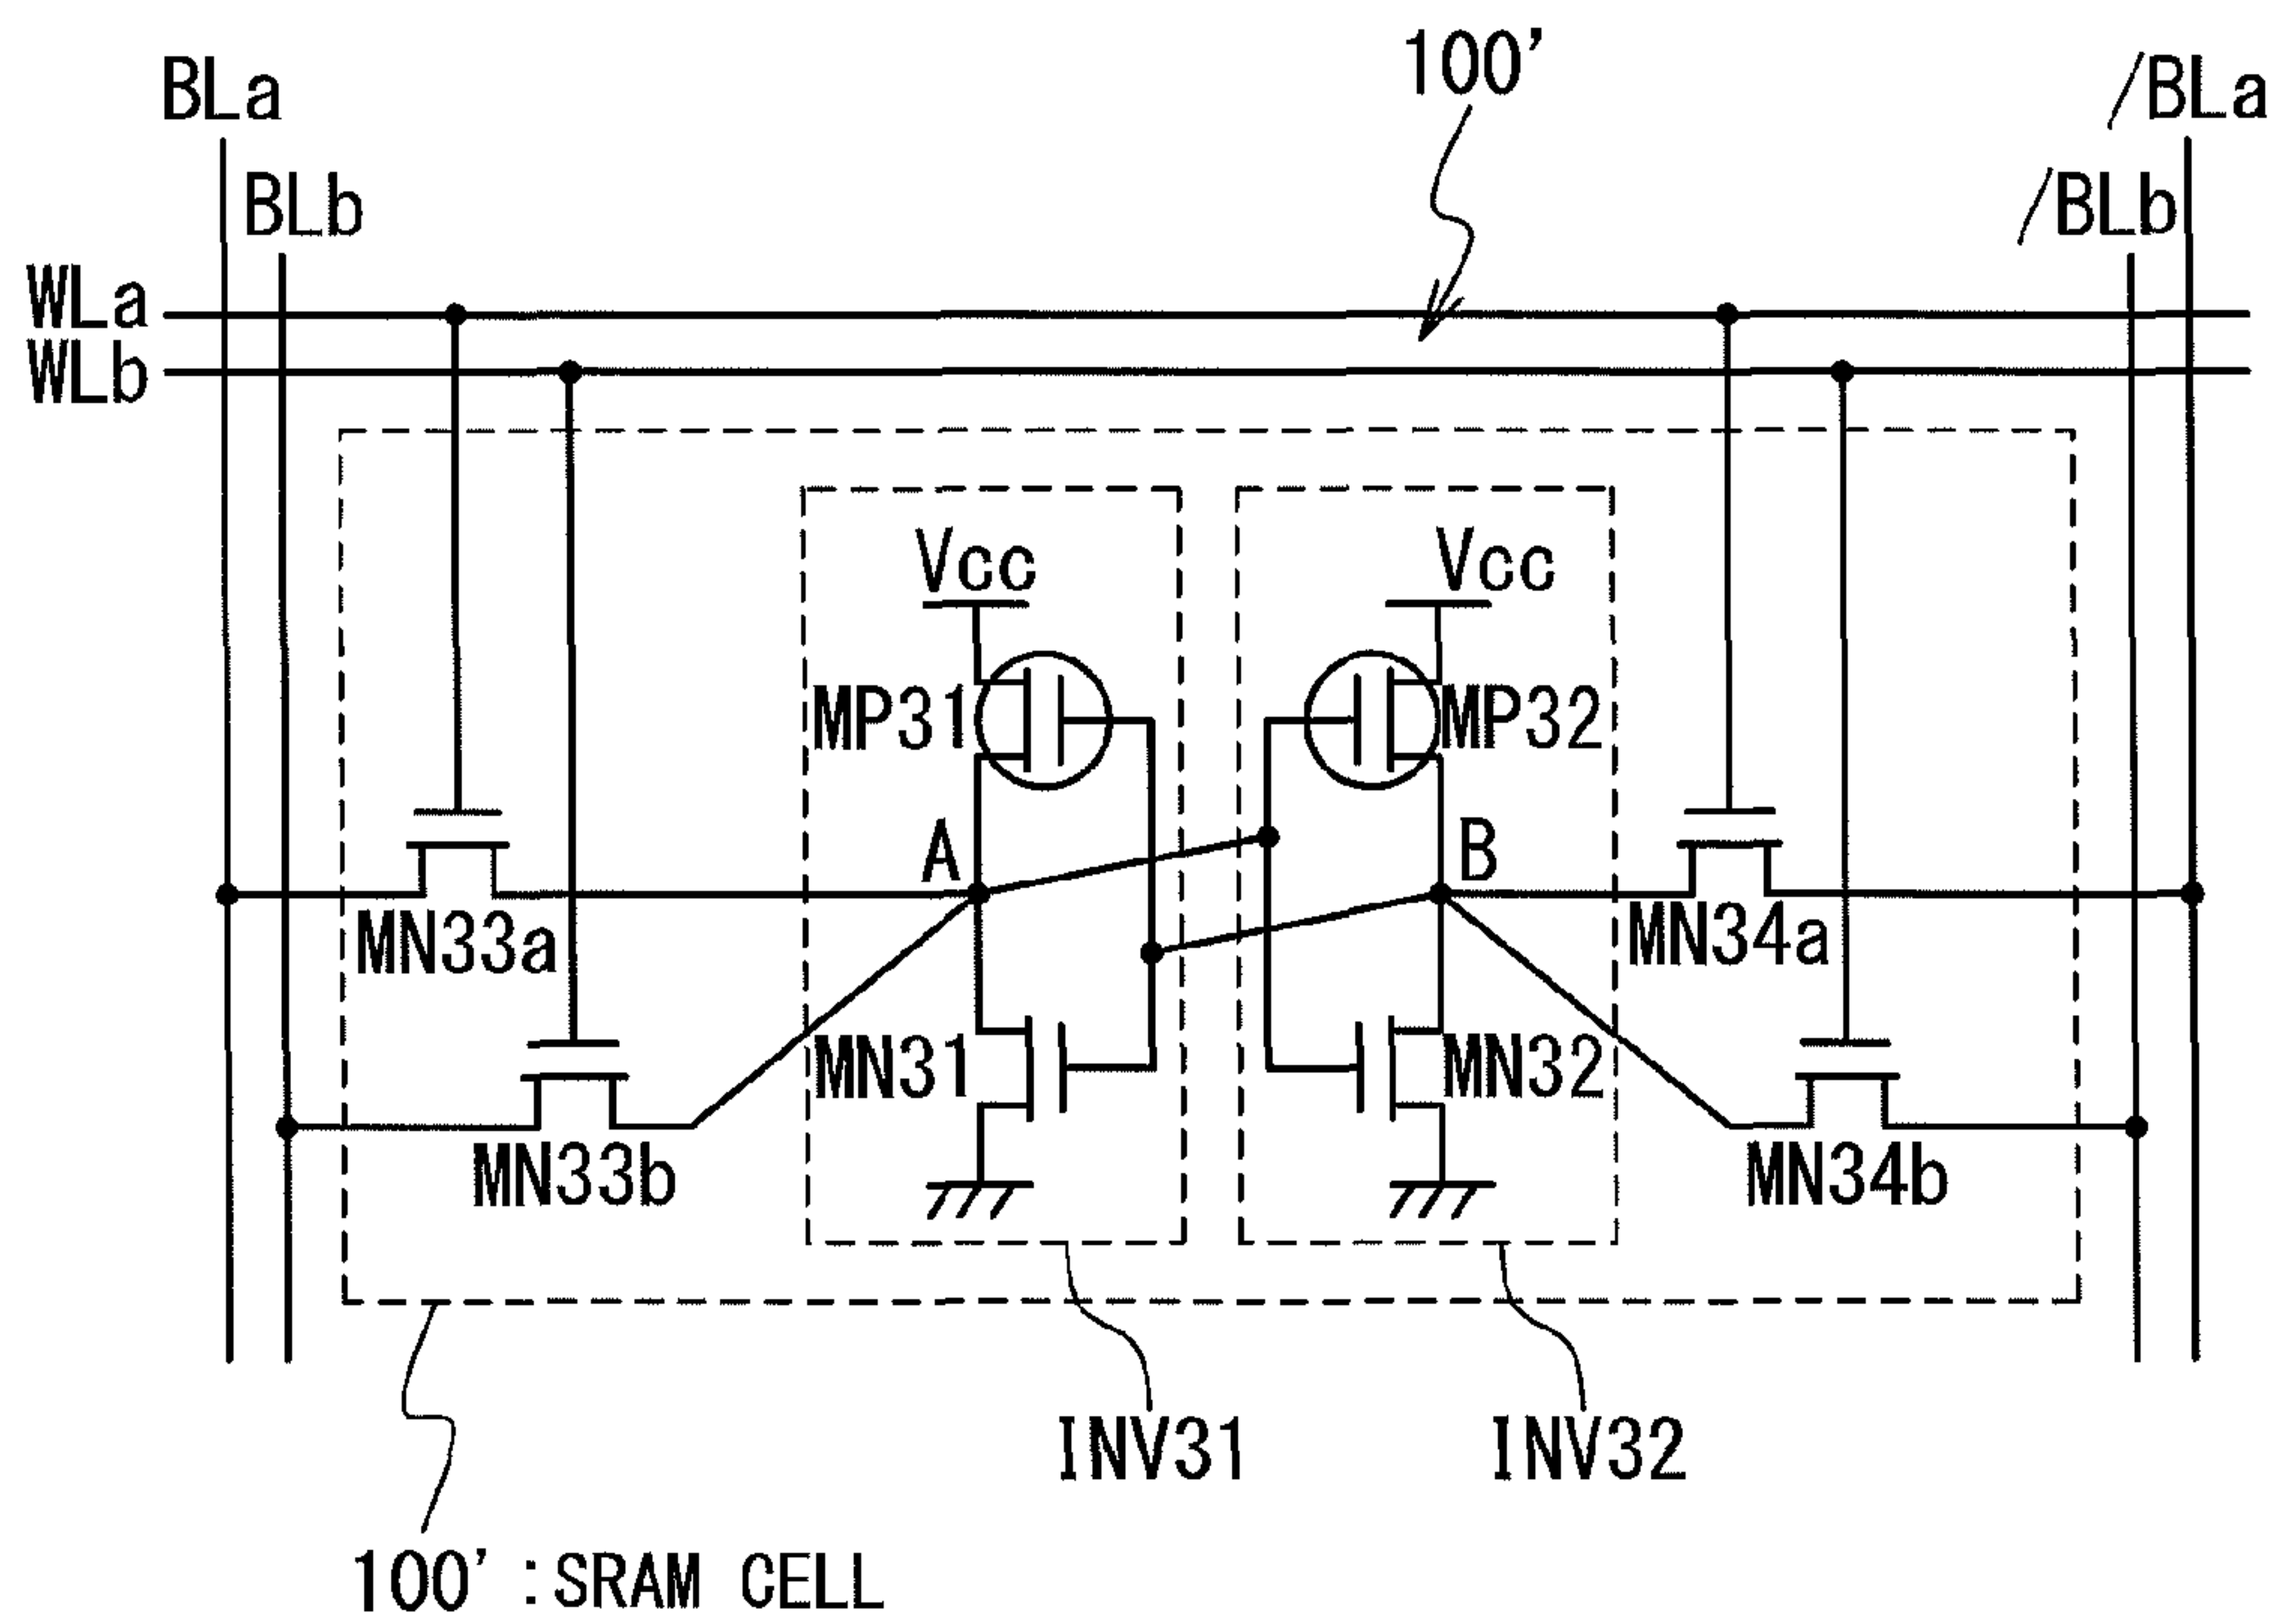 100'
BLa
/BLa
BLb
/BLb
WLa
WLb
Vcc
Vcc
MP31
MP32
A
B
MN33a
MN34a
MN31
MN32
MN33b
MN34b
INV31
INV32
100' :SRAM CELL